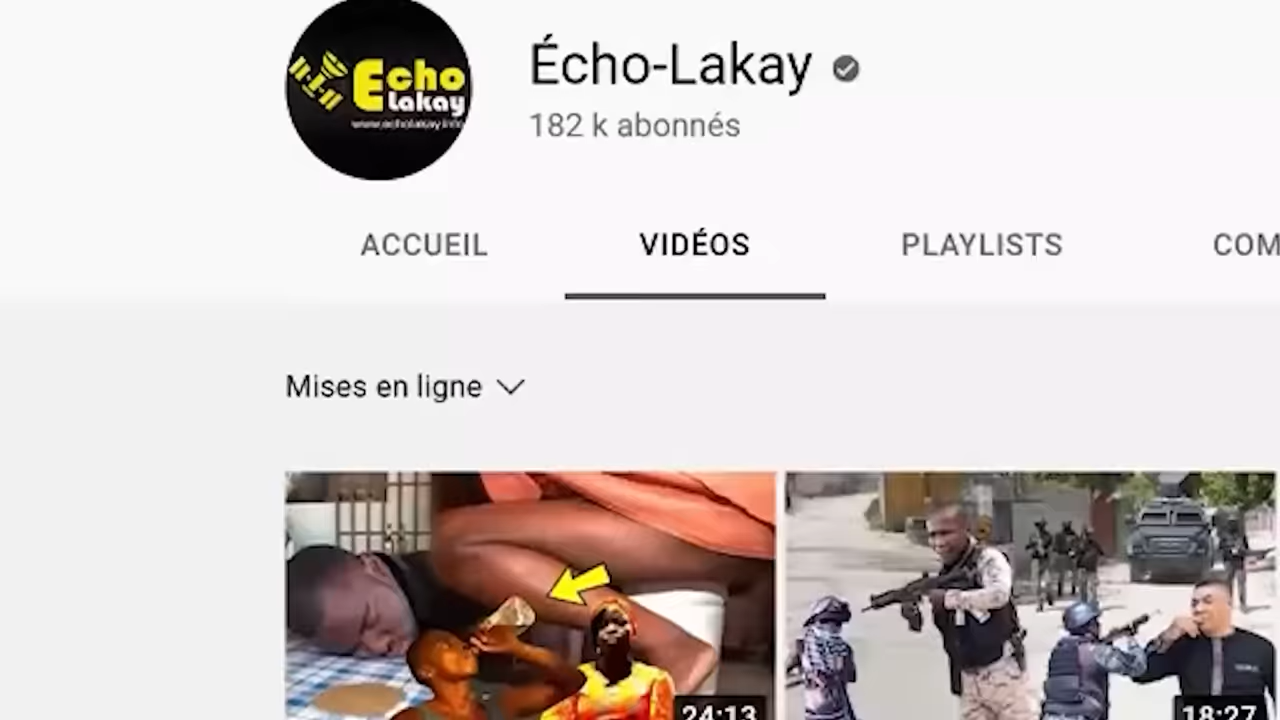 Echo
Lakay
www.echolakay.info
Écho-Lakay
182 k abonnés
ACCUEIL
VIDÉOS
PLAYLISTS
COM
Mises en ligne
24:13
18:27